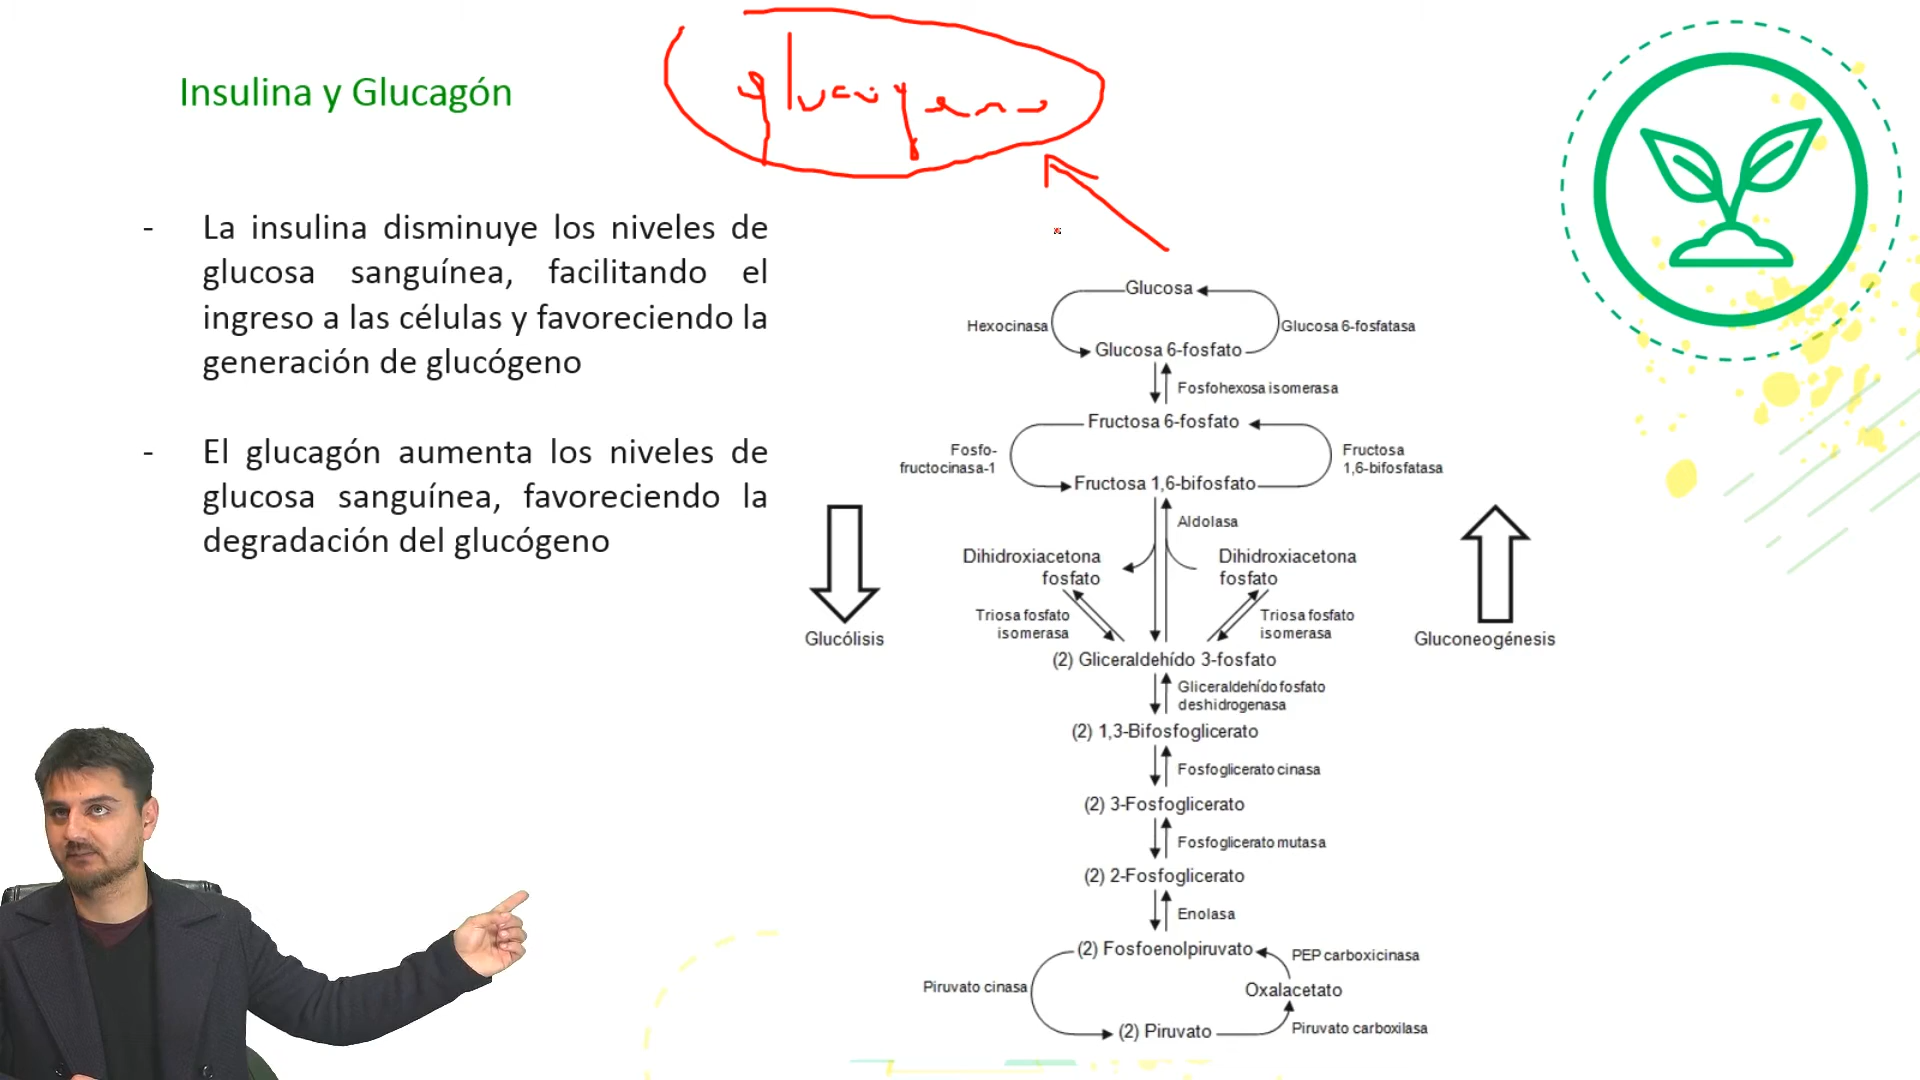 glucógeno
Insulina y Glucagón
- La insulina disminuye los niveles de
glucosa sanguínea, facilitando el
ingreso a las células y favoreciendo la
generación de glucógeno
- El glucagón aumenta los niveles de
glucosa sanguínea, favoreciendo la
degradación del glucógeno
Glucosa
Hexocinasa
Glucosa 6-fosfatasa
Glucosa 6-fosfato
Fosfohexosa isomerasa
Fructosa 6-fosfato
Fosfo-
fructocinasa-1
Fructosa
1,6-bifosfatasa
Fructosa 1,6-bifosfato
Aldolasa
Dihidroxiacetona
fosfato
Dihidroxiacetona
fosfato
Triosa fosfato
isomerasa
Triosa fosfato
isomerasa
Glucólisis
Gluconeogénesis
(2) Gliceraldehído 3-fosfato
Gliceraldehído fosfato
deshidrogenasa
(2) 1,3-Bifosfoglicerato
Fosfoglicerato cinasa
(2) 3-Fosfoglicerato
Fosfoglicerato mutasa
(2) 2-Fosfoglicerato
Enolasa
(2) Fosfoenolpiruvato
PEP carboxicinasa
Piruvato cinasa
Oxalacetato
(2) Piruvato
Piruvato carboxilasa